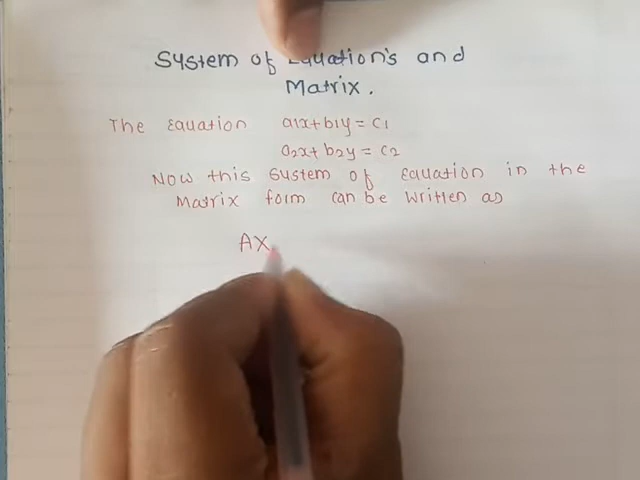 System of Equation's and
Matrix.
The Equation a1x+b1y=c1
a2x+b2y=c2
Now this system of Equation in the
Matrix form can be written as
AX